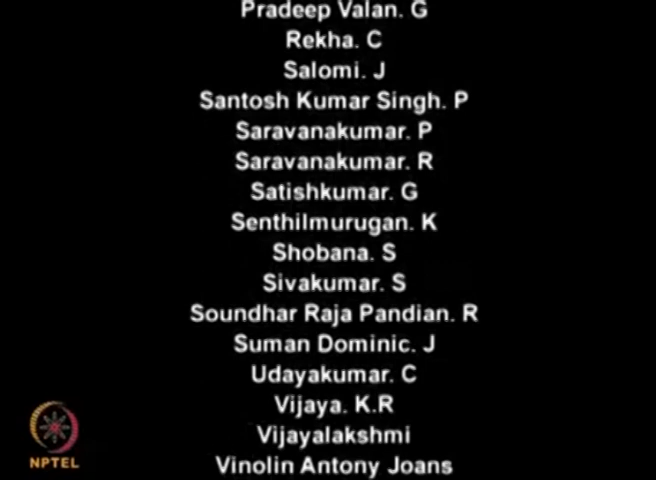 Pradeep Valan. G
Rekha. C
Salomi. J
Santosh Kumar Singh. P
Saravanakumar. P
Saravanakumar. R
Satishkumar. G
Senthilmurugan. K
Shobana. S
Sivakumar. S
Soundhar Raja Pandian. R
Suman Dominic. J
Udayakumar. C
Vijaya. K.R
Vijayalakshmi
Vinolin Antony Joans
NPTEL